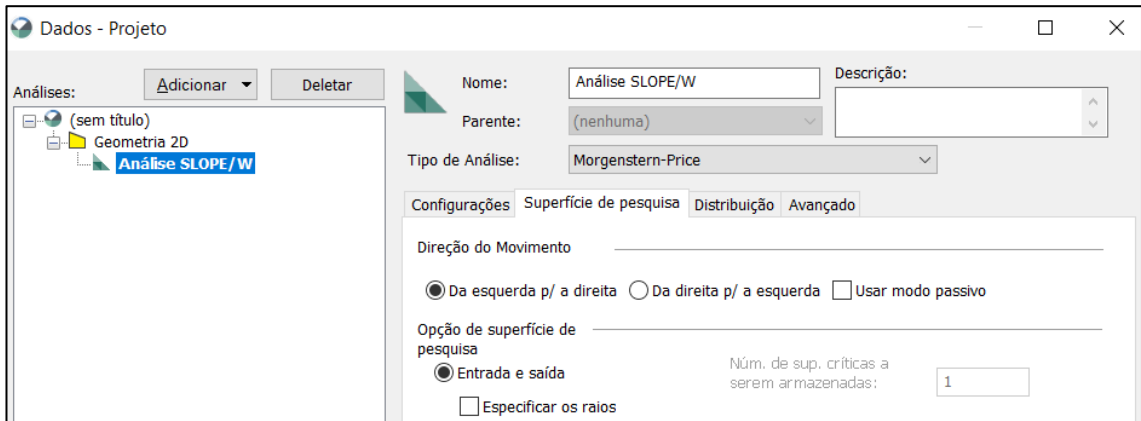 Dados - Projeto
Análises:
Adicionar
Deletar
(sem título)
Geometria 2D
Análise SLOPE/W
Nome:
Análise SLOPE/W
Descrição:
Parente:
(nenhuma)
Tipo de Análise:
Morgenstern-Price
Configurações
Superfície de pesquisa
Distribuição
Avançado
Direção do Movimento
Da esquerda p/ a direita
Da direita p/ a esquerda
Usar modo passivo
Opção de superfície de
pesquisa
Entrada e saída
Núm. de sup. críticas a
serem armazenadas:
1
Especificar os raios